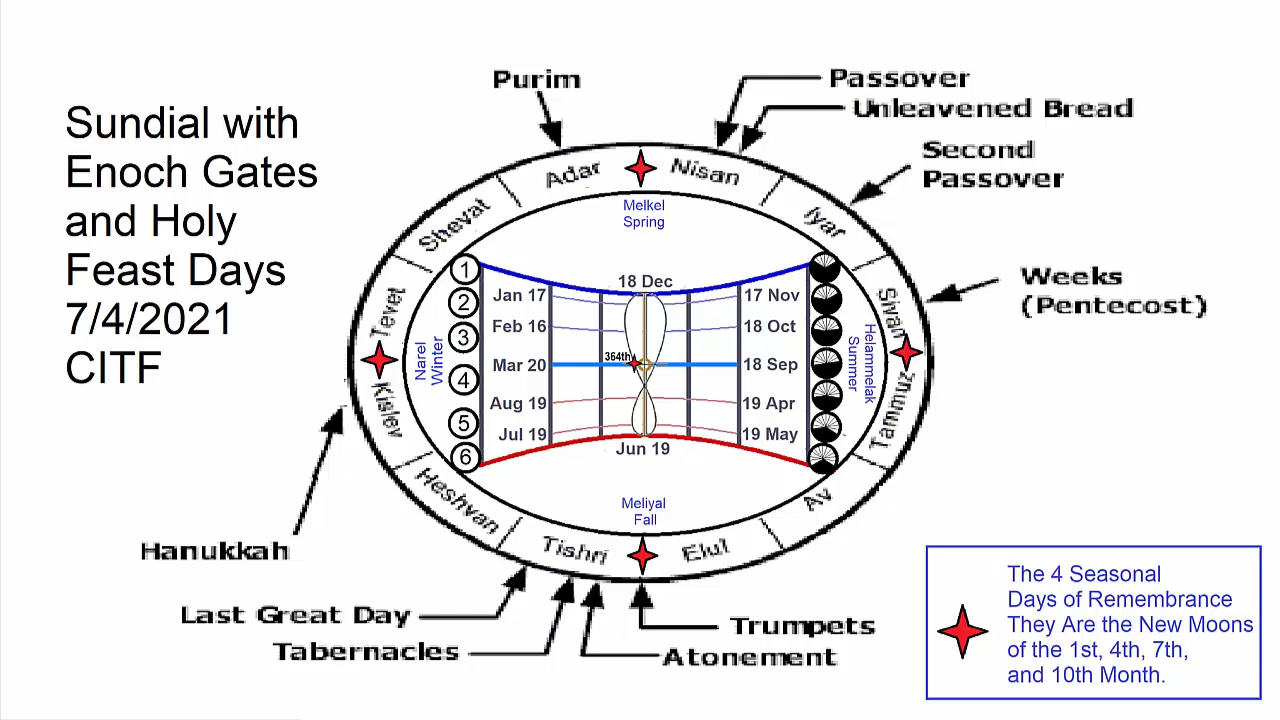 Sundial with
Enoch Gates
and Holy
Feast Days
7/4/2021
CITF
Purim
Passover
Unleavened Bread
Second
Passover
Weeks
(Pentecost)
Adar
Nisan
Shevat
Iyar
Tevet
Sivan
Kislev
Tammuz
Heshvan
Av
Tishri
Elul
Melkel
Spring
Narel
Winter
Helammelak
Summer
Meliyal
Fall
1
2
3
4
5
6
18 Dec
Jan 17
17 Nov
Feb 16
18 Oct
364th
Mar 20
18 Sep
Aug 19
19 Apr
Jul 19
19 May
Jun 19
Hanukkah
Last Great Day
Tabernacles
Trumpets
Atonement
The 4 Seasonal
Days of Remembrance
They Are the New Moons
of the 1st, 4th, 7th,
and 10th Month.